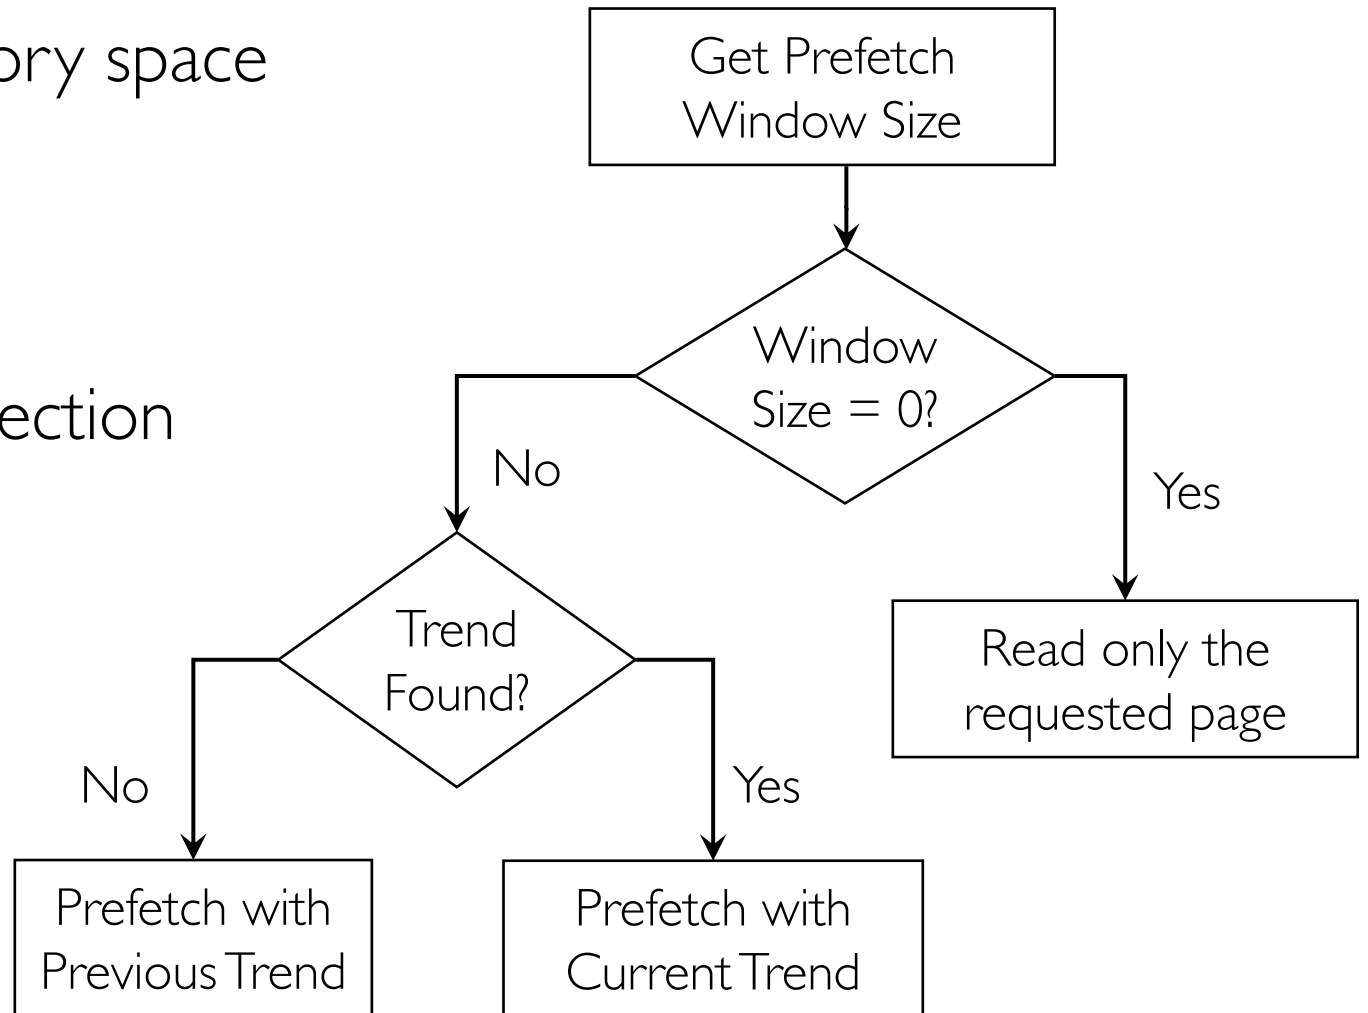 ory space
ection
Get Prefetch
Window Size
Window
Size = 0?
No
Yes
Trend
Found?
Read only the
requested page
No
Yes
Prefetch with
Previous Trend
Prefetch with
Current Trend